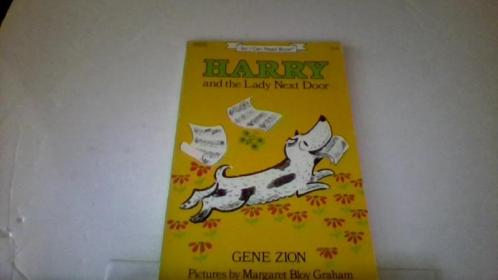 An I Can Read Book
HARRY
and the Lady Next Door
GENE ZION
Pictures by Margaret Bloy Graham